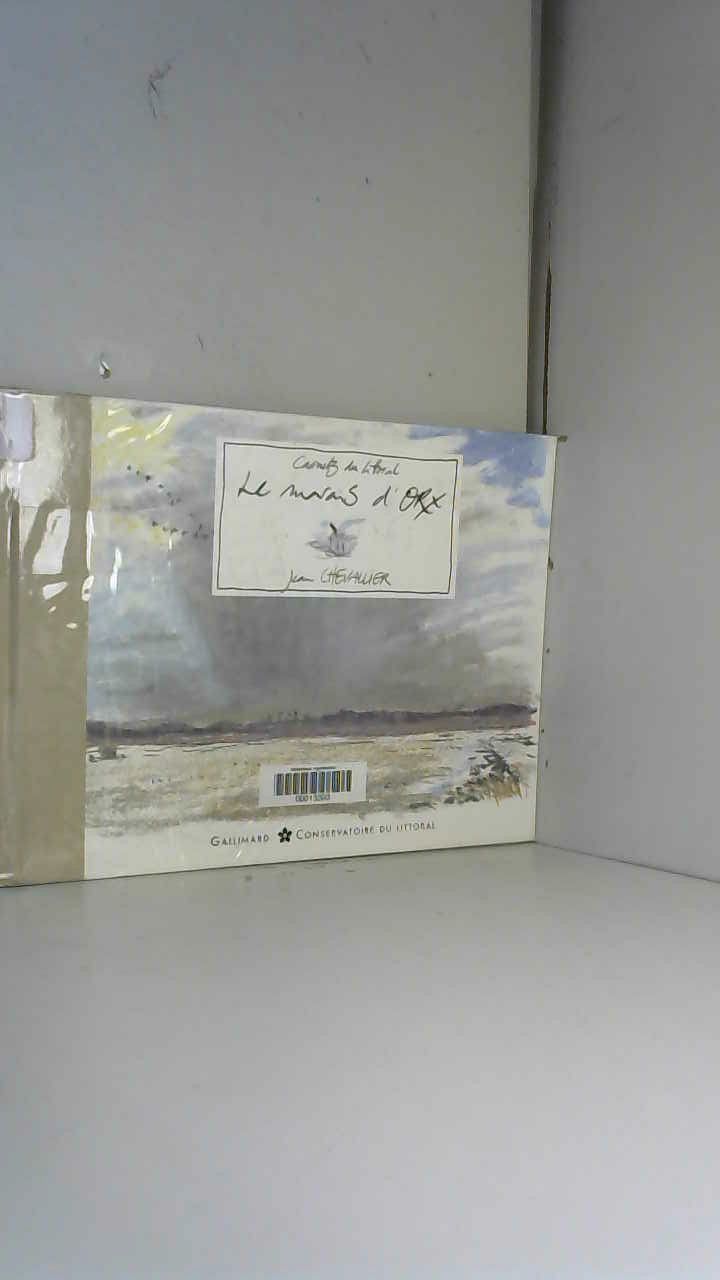 Carnets du littoral
Le marais d'ORX
Jean CHEVALLIER
GALLIMARD CONSERVATOIRE DU LITTORAL